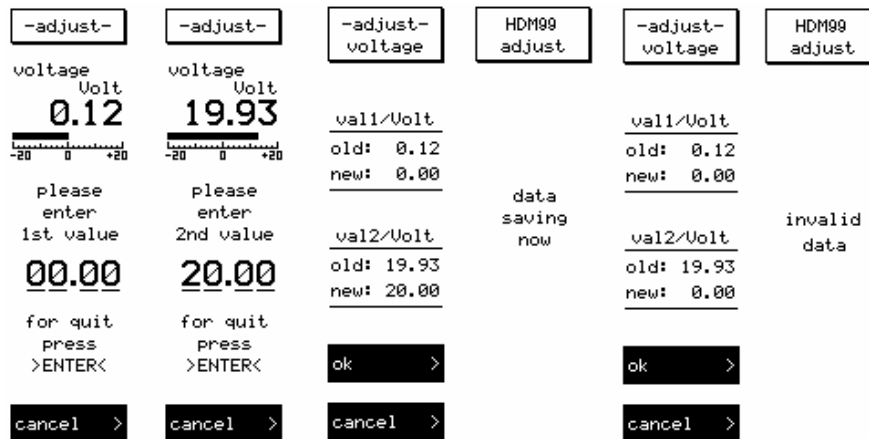 -adjust-
voltage
Volt
0.12
-20 0 +20
please
enter
1st value
00.00
for quit
press
>ENTER<
cancel >
-adjust-
voltage
Volt
19.93
-20 0 +20
please
enter
2nd value
20.00
for quit
press
>ENTER<
cancel >
-adjust-
voltage
val1/Volt
old: 0.12
new: 0.00
val2/Volt
old: 19.93
new: 20.00
ok >
cancel >
HDM99
adjust
data
saving
now
-adjust-
voltage
val1/Volt
old: 0.12
new: 0.00
val2/Volt
old: 19.93
new: 0.00
ok >
cancel >
HDM99
adjust
invalid
data